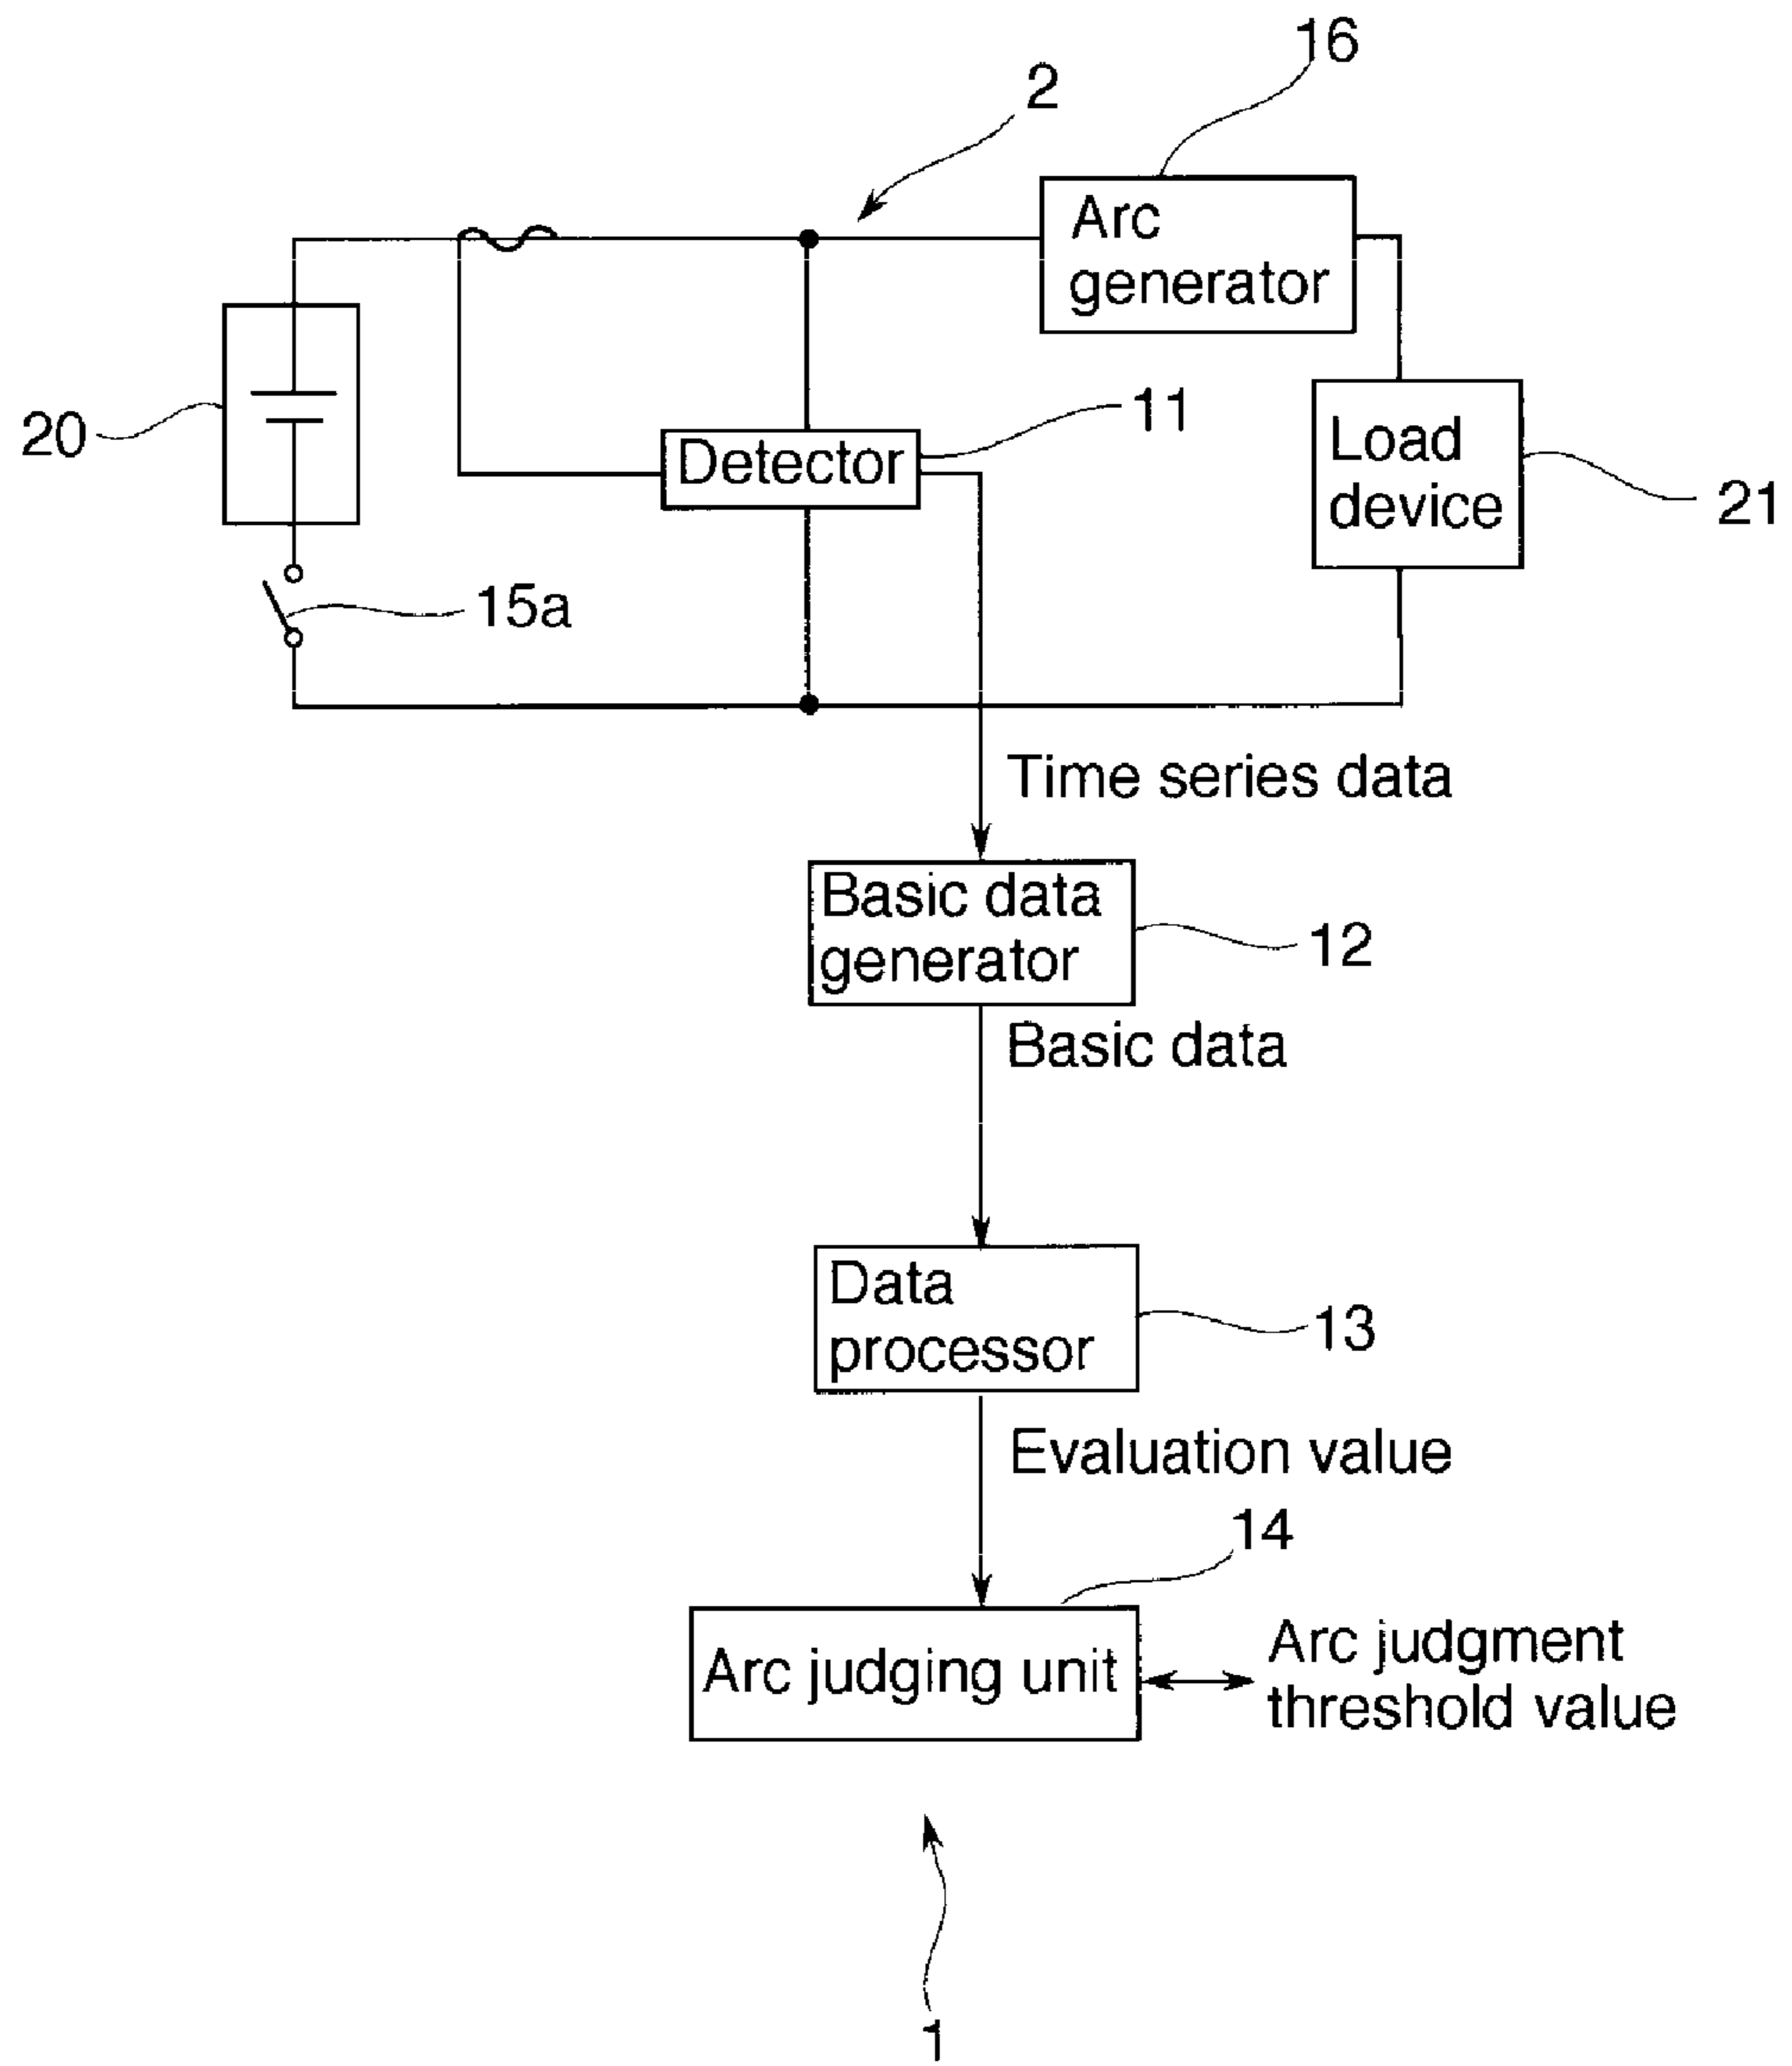 16
2
Arc
generator
11
Detector
20
Load
device
21
15a
Time series data
Basic data
generator
12
Basic data
Data
processor
13
Evaluation value
14
Arc judging unit
Arc judgment
threshold value
1